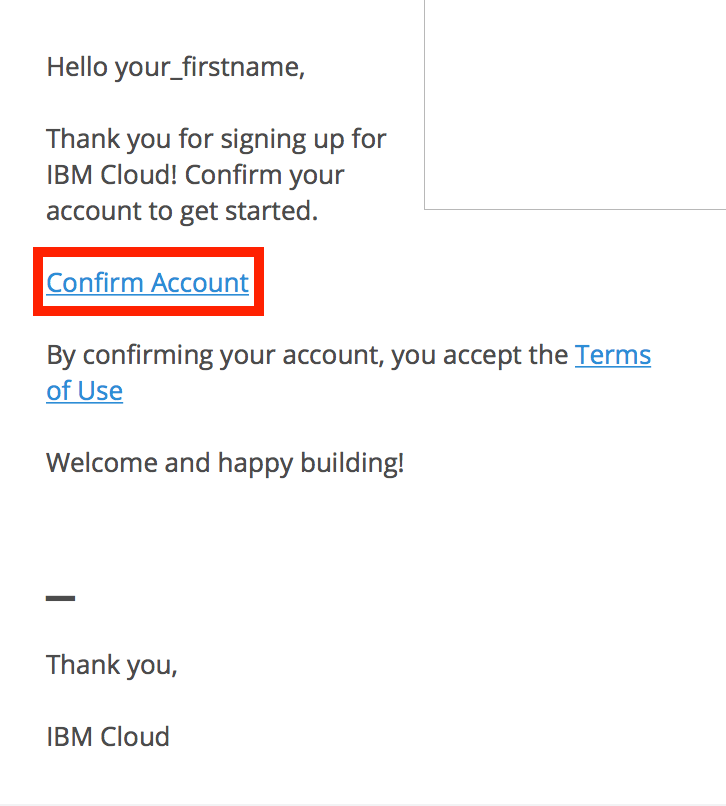 Hello your_firstname,
Thank you for signing up for
IBM Cloud! Confirm your
account to get started.
Confirm Account
By confirming your account, you accept the Terms
of Use
Welcome and happy building!
—
Thank you,
IBM Cloud